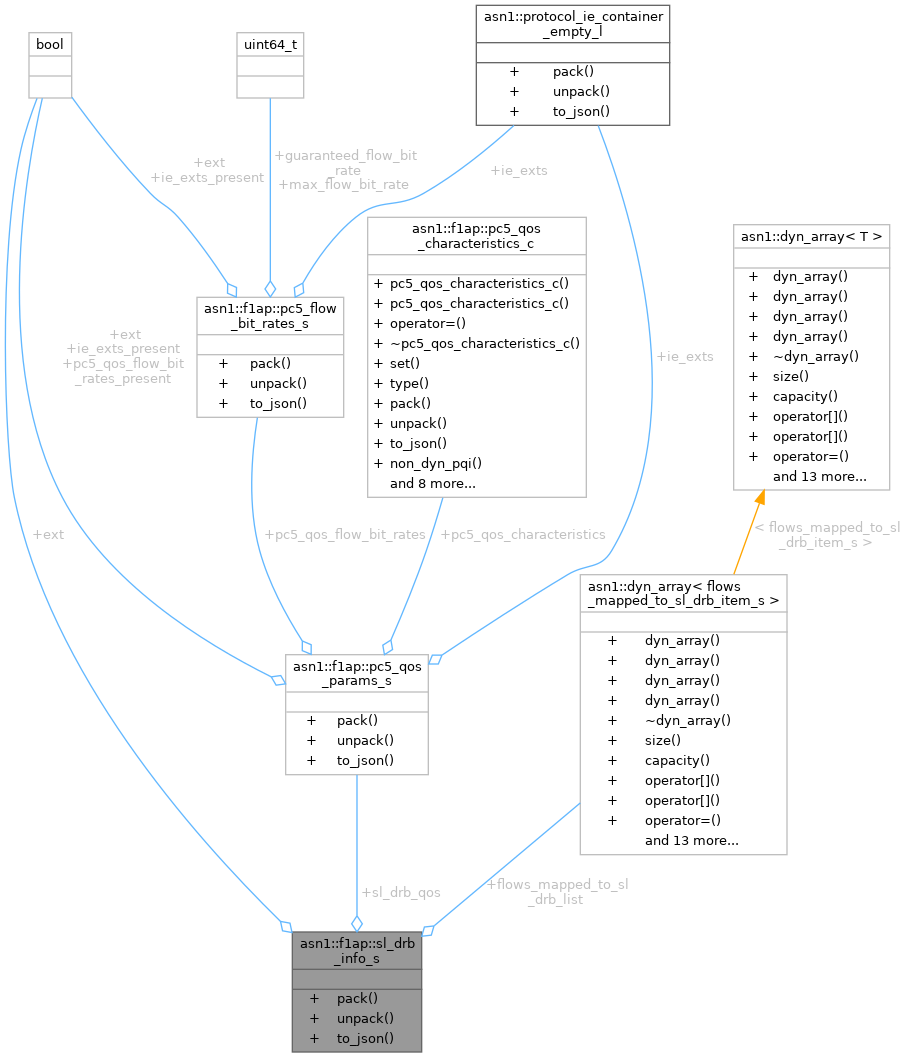 asn1::protocol_ie_container
_empty_l
+ pack()
+ unpack()
+ to_json()
bool
uint64_t
+ext
+ie_exts_present
+guaranteed_flow_bit
_rate
+max_flow_bit_rate
+ie_exts
asn1::f1ap::pc5_qos
_characteristics_c
+ pc5_qos_characteristics_c()
+ pc5_qos_characteristics_c()
+ operator=()
+ ~pc5_qos_characteristics_c()
+ set()
+ type()
+ pack()
+ unpack()
+ to_json()
+ non_dyn_pqi()
and 8 more...
asn1::dyn_array< T >
+ dyn_array()
+ dyn_array()
+ dyn_array()
+ dyn_array()
+ ~dyn_array()
+ size()
+ capacity()
+ operator[]()
+ operator[]()
+ operator=()
and 13 more...
asn1::f1ap::pc5_flow
_bit_rates_s
+ pack()
+ unpack()
+ to_json()
+ext
+ie_exts_present
+pc5_qos_flow_bit
_rates_present
+ie_exts
+ext
+pc5_qos_flow_bit_rates
+pc5_qos_characteristics
< flows_mapped_to_sl
_drb_item_s >
asn1::dyn_array< flows
_mapped_to_sl_drb_item_s >
+ dyn_array()
+ dyn_array()
+ dyn_array()
+ dyn_array()
+ ~dyn_array()
+ size()
+ capacity()
+ operator[]()
+ operator[]()
+ operator=()
and 13 more...
asn1::f1ap::pc5_qos
_params_s
+ pack()
+ unpack()
+ to_json()
+sl_drb_qos
+flows_mapped_to_sl
_drb_list
asn1::f1ap::sl_drb
_info_s
+ pack()
+ unpack()
+ to_json()